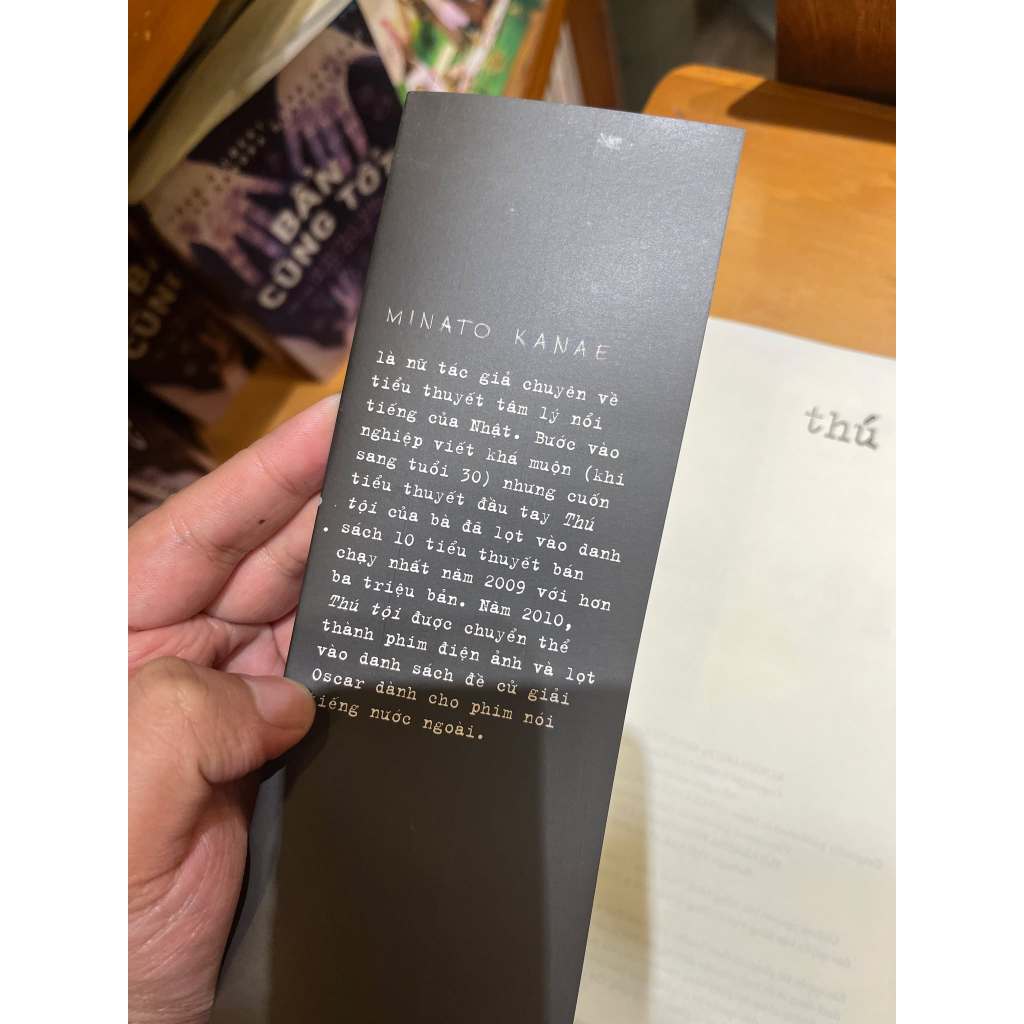 BẢN
CŨNG TỐT
MINATO KANAE
là nữ tác giả chuyên về
tiểu thuyết tâm lý nổi
tiếng của Nhật. Bước vào
nghiệp viết khá muộn (khi
sang tuổi 30) nhưng cuốn
tiểu thuyết đầu tay Thú
tội của bà đã lọt vào danh
sách 10 tiểu thuyết bán
chạy nhất năm 2009 với hơn
ba triệu bản. Năm 2010,
Thú tội được chuyển thể
thành phim điện ảnh và lọt
vào danh sách đề cử giải
Oscar dành cho phim nói
tiếng nước ngoài.
thú